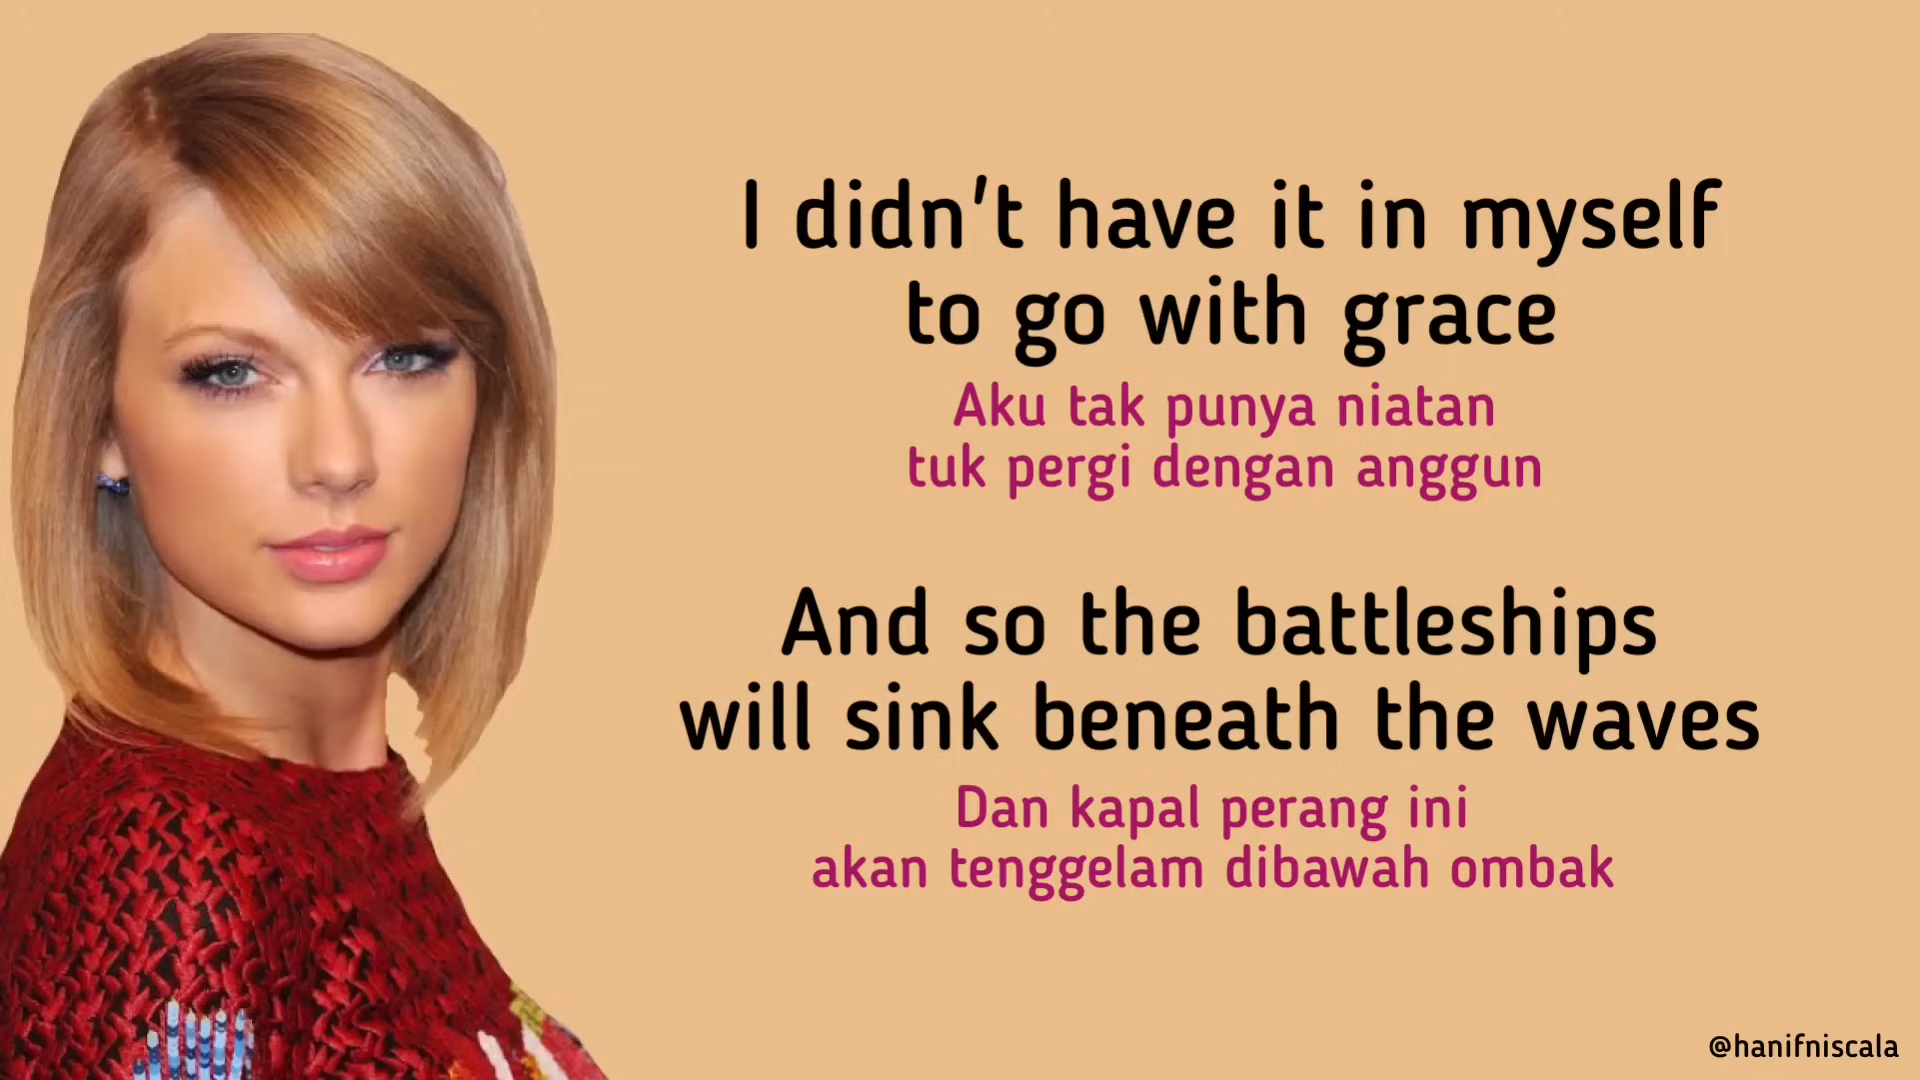 I didn't have it in myself
to go with grace
Aku tak punya niatan
tuk pergi dengan anggun
And so the battleships
will sink beneath the waves
Dan kapal perang ini
akan tenggelam dibawah ombak
@hanifniscala